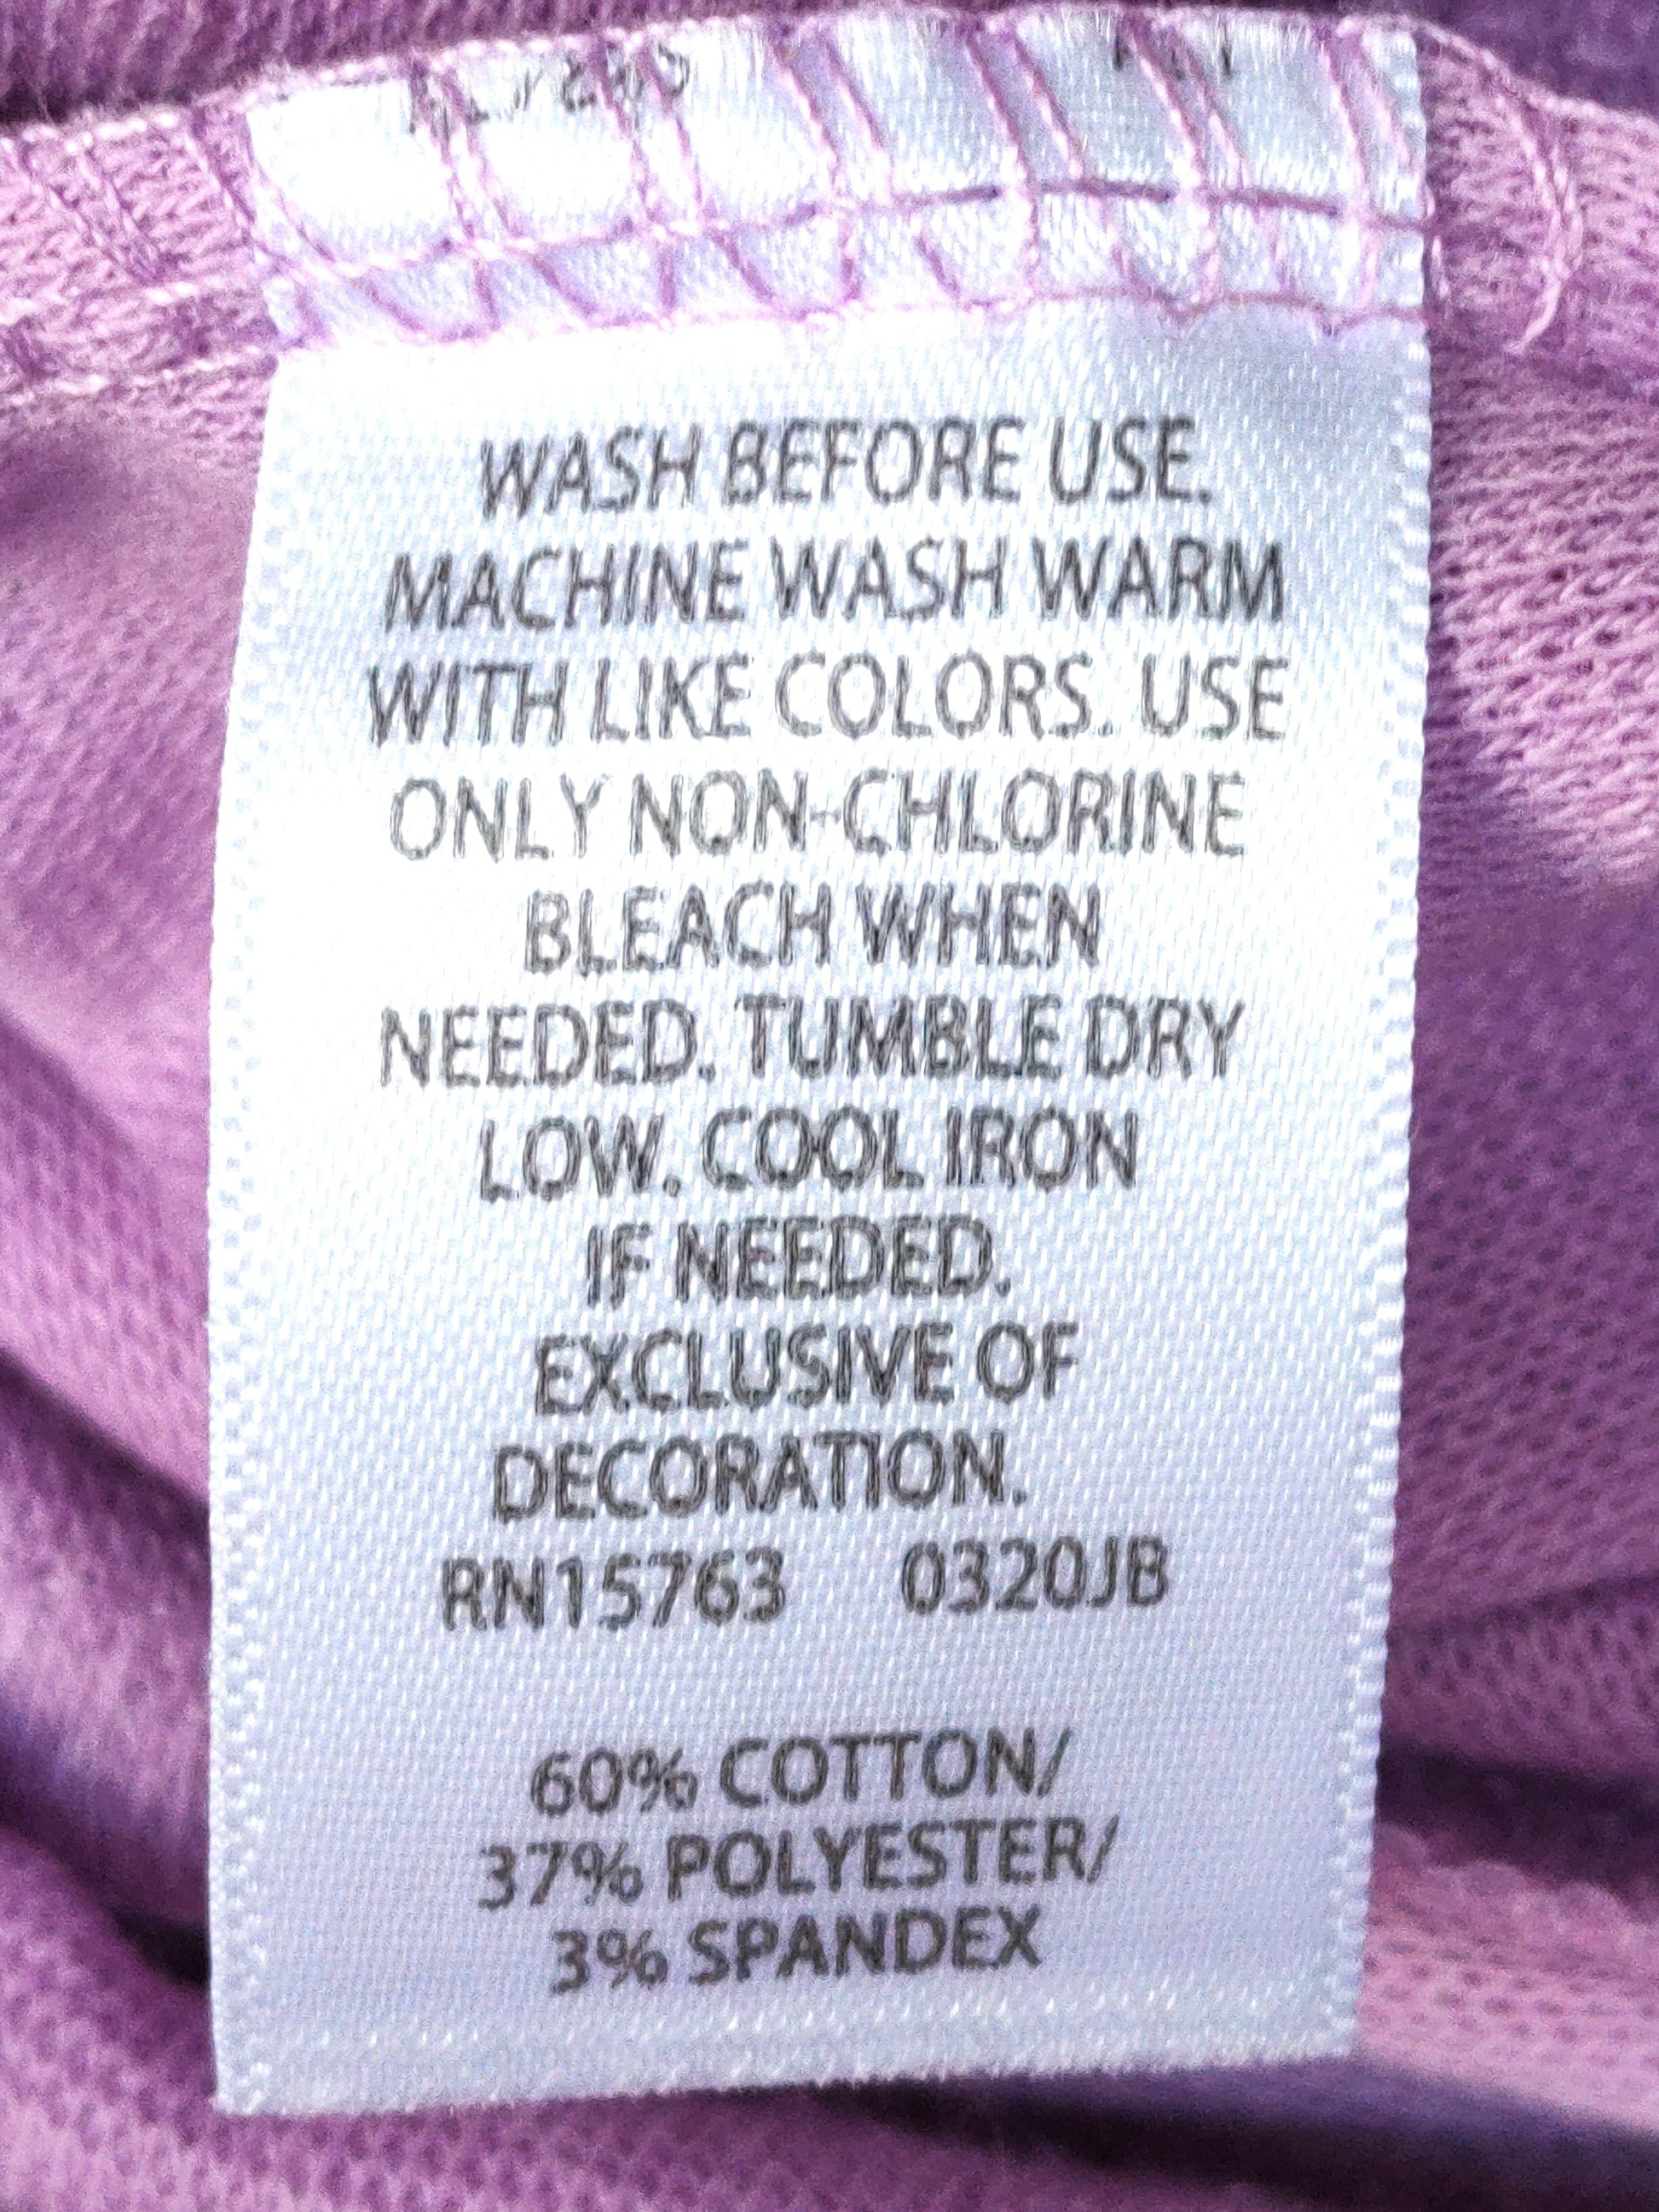 WASH BEFORE USE.
MACHINE WASH WARM
WITH LIKE COLORS. USE
ONLY NON-CHLORINE
BLEACH WHEN
NEEDED. TUMBLE DRY
LOW. COOL IRON
IF NEEDED.
EXCLUSIVE OF
DECORATION.
RN15763 0320JB
60% COTTON/
37% POLYESTER/
3% SPANDEX